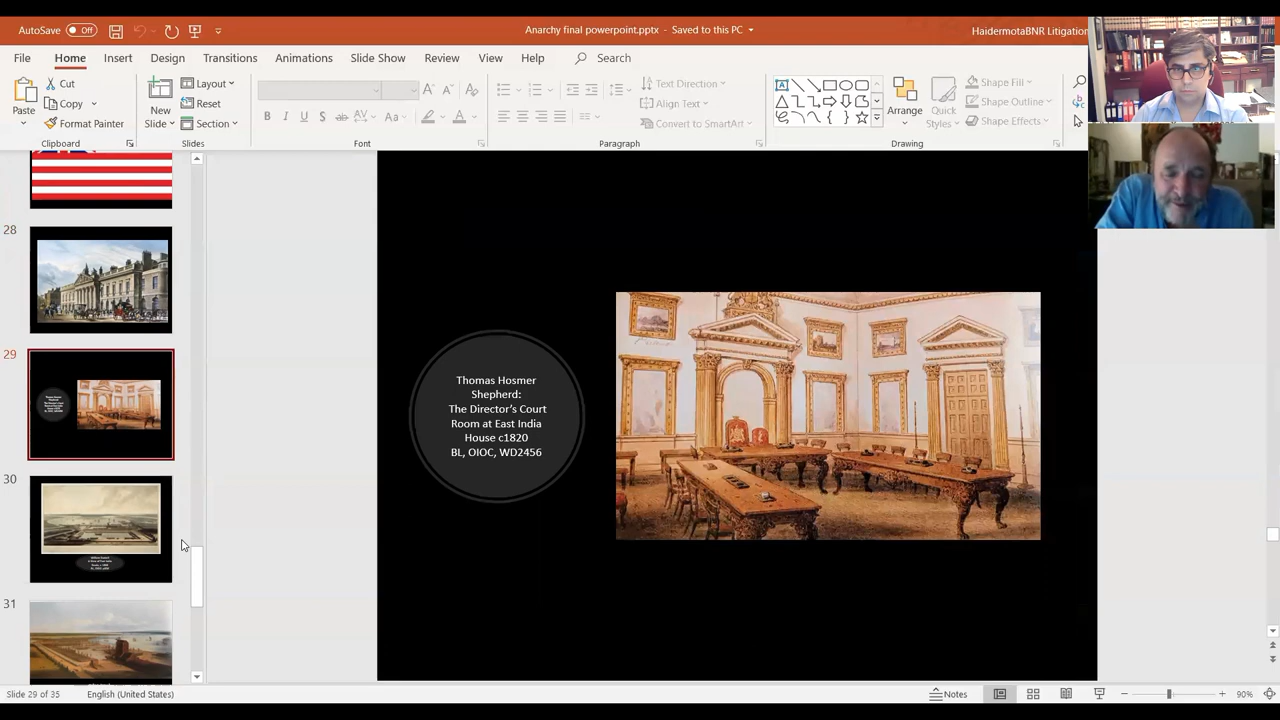 AutoSave Off
Anarchy final powerpoint.pptx - Saved to this PC
HaidermotaBNR Litigation
File Home Insert Design Transitions Animations Slide Show Review View Help Search
Paste
Cut
Copy
Format Painter
Clipboard
New Slide
Layout
Reset
Section
Slides
Font
Text Direction
Align Text
Convert to SmartArt
Paragraph
Arrange
Quick Styles
Shape Fill
Shape Outline
Shape Effects
Drawing
28
29
30
31
Thomas Hosmer
Shepherd:
The Director's Court
Room at East India
House c1820
BL, OIOC, WD2456
Slide 29 of 35
English (United States)
Notes
90%